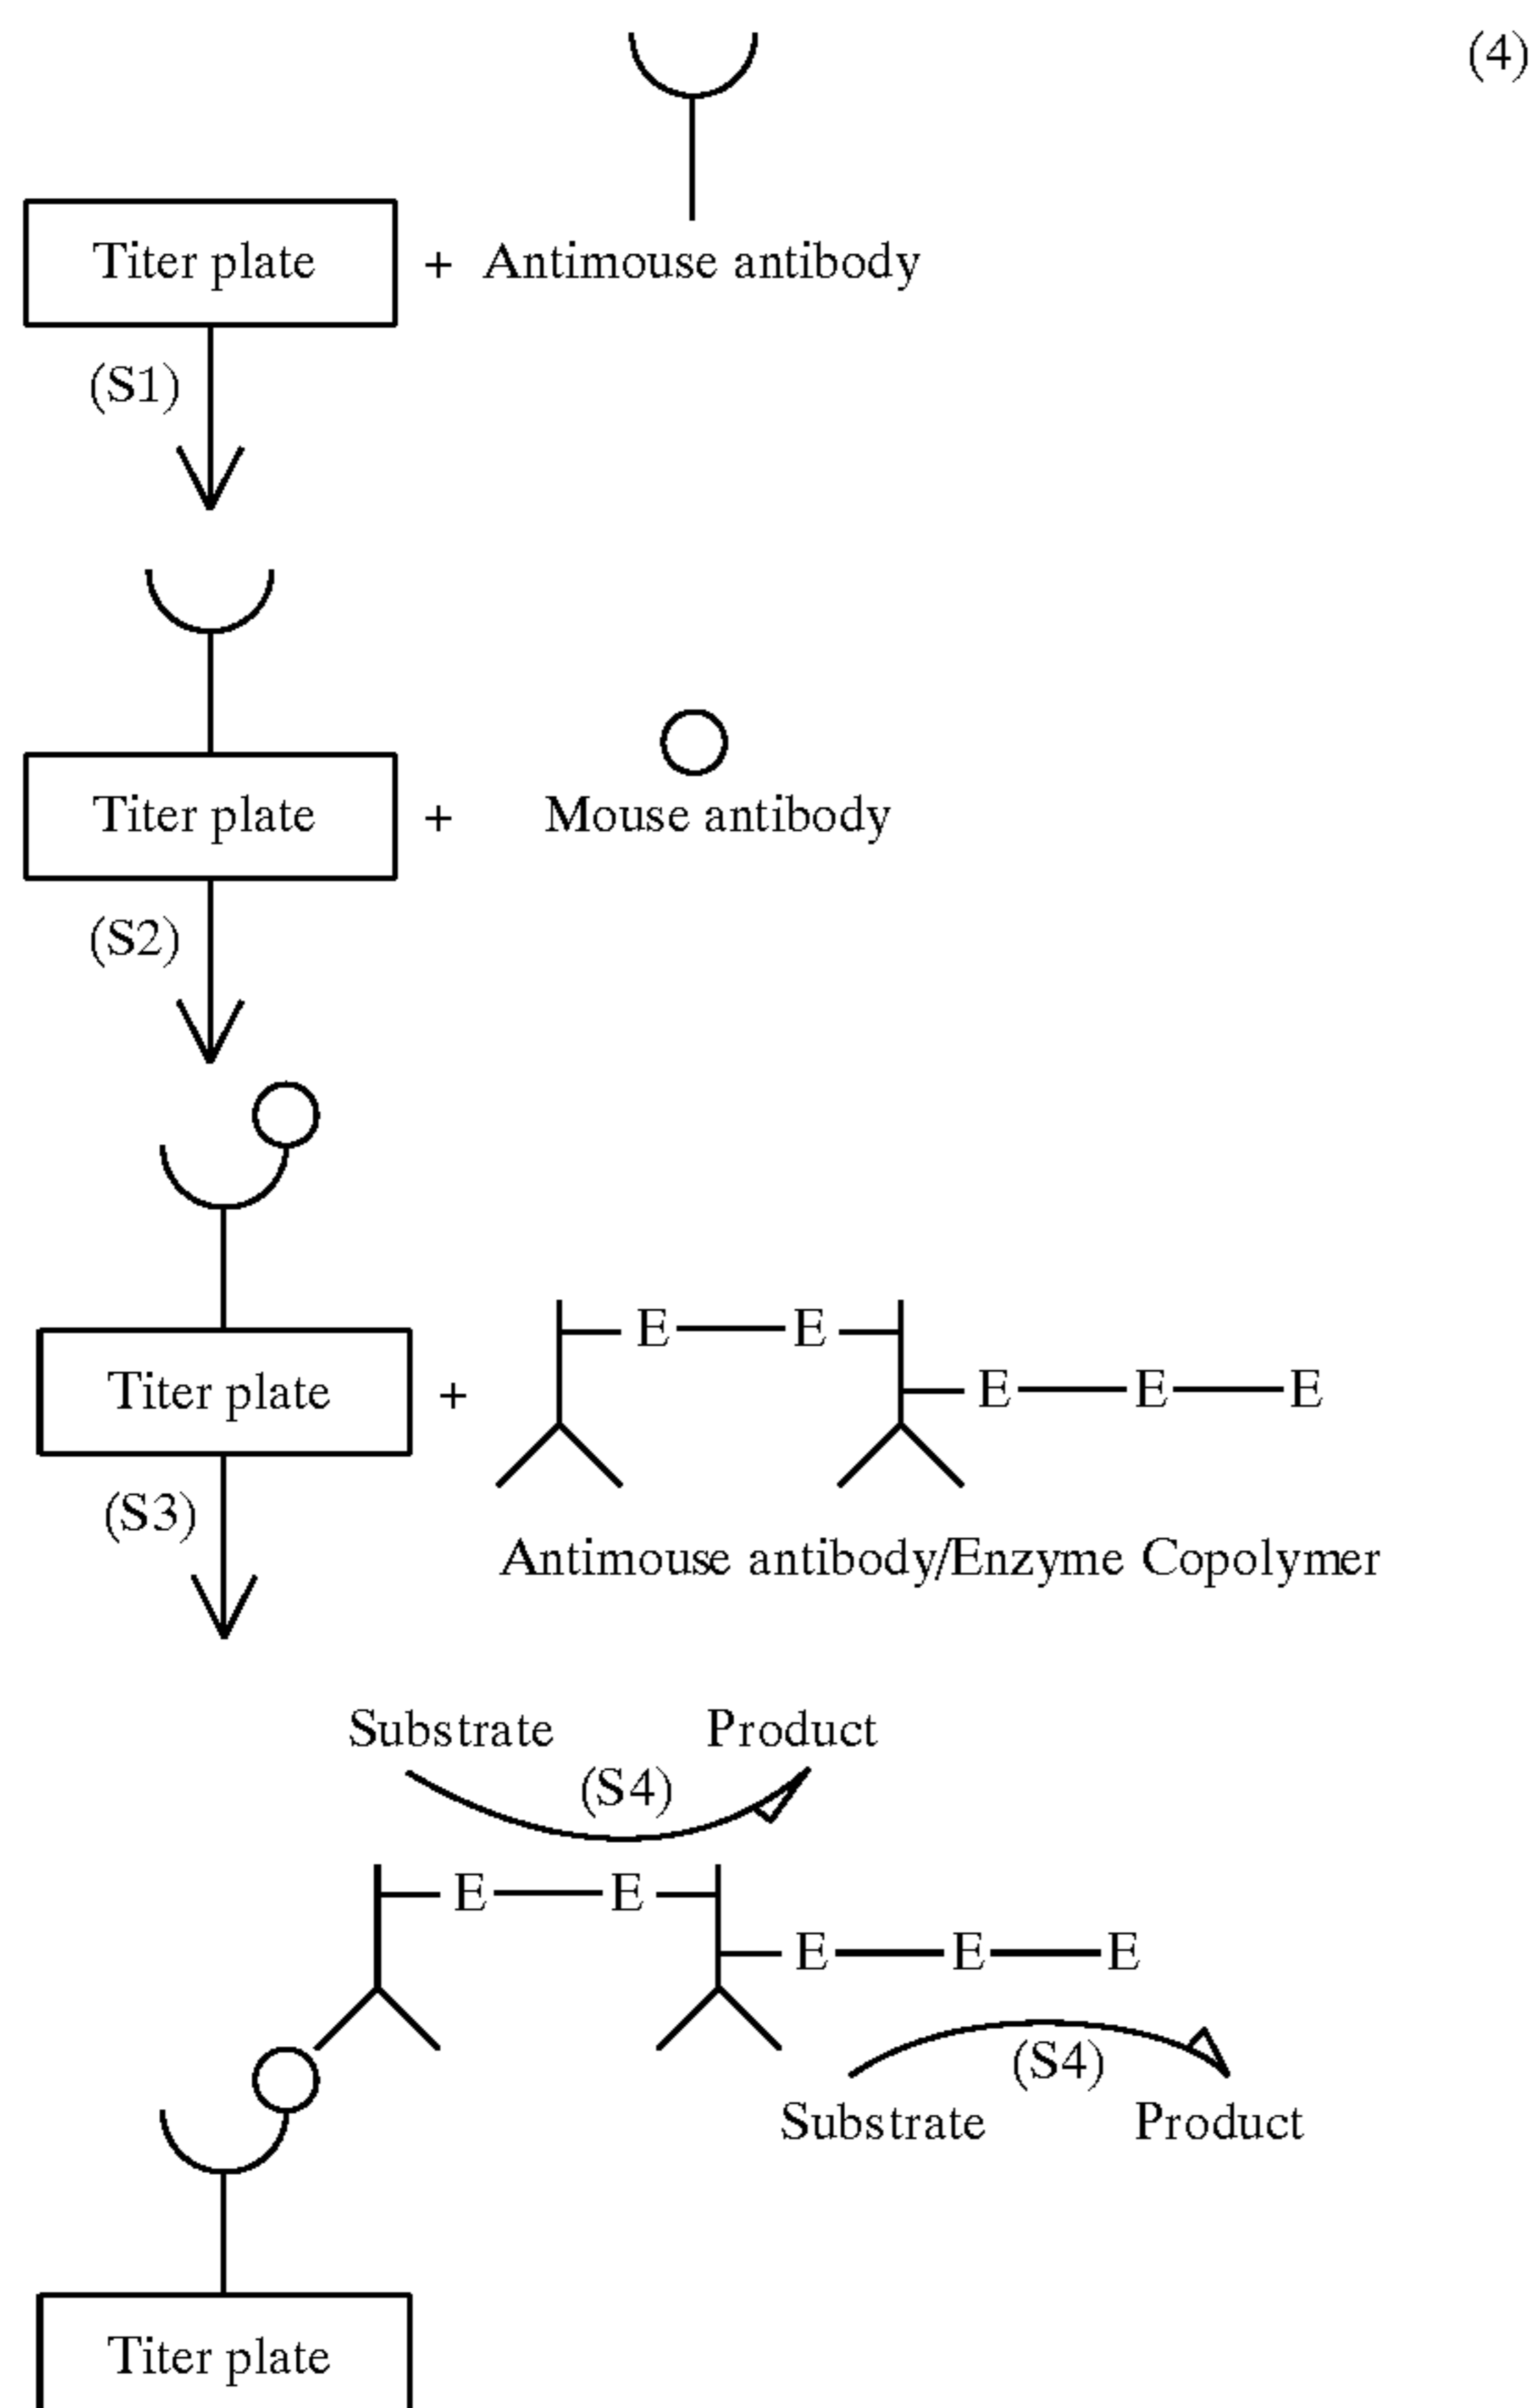 (4)
Titer plate + Antimouse antibody
(S1)
Titer plate + Mouse antibody
(S2)
E E
Titer plate + E E E
(S3)
Antimouse antibody/Enzyme Copolymer
Substrate Product
(S4)
E E
E E E
(S4)
Substrate Product
Titer plate